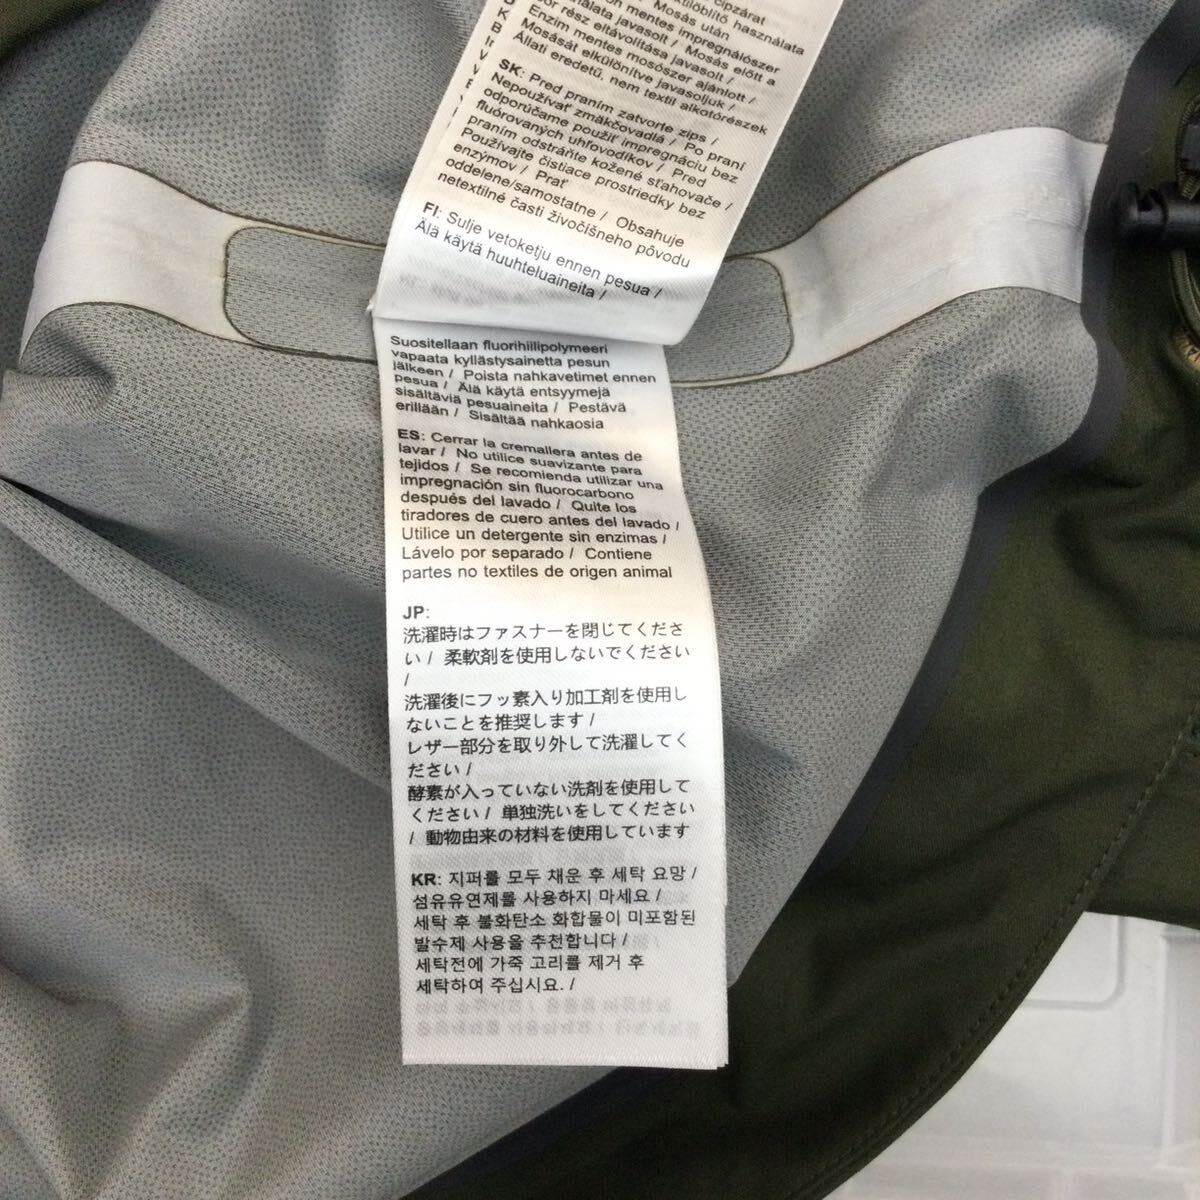 cipzárat
Mosás után
mentes impregnálószer
javasolt / Mosás előtt a
bőr rész eltávolítása javasolt /
Enzim mentes mosószer ajánlott /
Mosását elkülönítve javasoljuk /
Állati eredetű, nem textil alkotórészek
SK: Pred praním zatvorte zips /
Nepoužívať zmäkčovadlá / Po praní
odporúčame použiť impregnáciu bez
fluórovaných uhľovodíkov / Pred
praním odstráňte kožené sťahovače /
Používajte čistiace prostriedky bez
enzýmov / Prať
oddelene/samostatne / Obsahuje
netextilné časti živočíšneho pôvodu
FI: Sulje vetoketju ennen pesua /
Älä käytä huuhteluaineita /
Suositellaan fluorihiilipolymeeri
vapaata kyllästysainetta pesun
jälkeen / Poista nahkavetimet ennen
pesua / Älä käytä entsyymejä
sisältäviä pesuaineita / Pestävä
erillään / Sisältää nahkaosia
ES: Cerrar la cremallera antes de
lavar / No utilice suavizante para
tejidos / Se recomienda utilizar una
impregnación sin fluorocarbono
después del lavado / Quite los
tiradores de cuero antes del lavado /
Utilice un detergente sin enzimas /
Lávelo por separado / Contiene
partes no textiles de origen animal
JP:
洗濯時はファスナーを閉じてくださ
い / 柔軟剤を使用しないでください
/
洗濯後にフッ素入り加工剤を使用し
ないことを推奨します /
レザー部分を取り外して洗濯してく
ださい /
酵素が入っていない洗剤を使用して
ください / 単独洗いをしてください
/ 動物由来の材料を使用しています
KR: 지퍼를 모두 채운 후 세탁 요망 /
섬유유연제를 사용하지 마세요 /
세탁 후 불화탄소 화합물이 미포함된
발수제 사용을 추천합니다 /
세탁전에 가죽 고리를 제거 후
세탁하여 주십시요. /